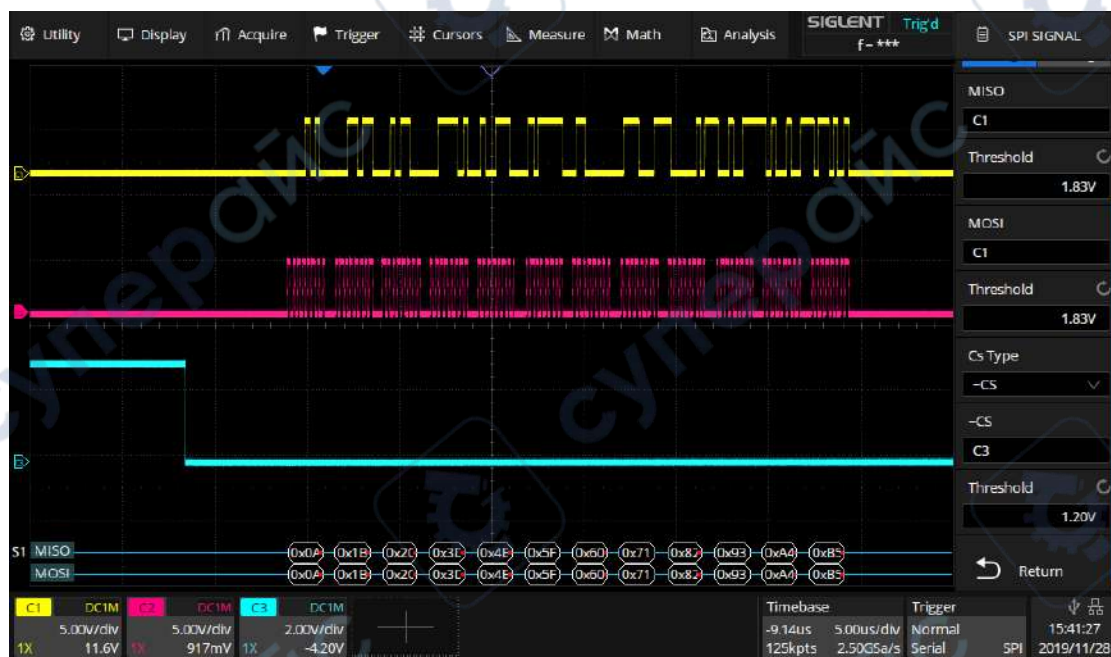 Utility Display Acquire Trigger Cursors Measure Math Analysis
SIGLENT Trig'd
f= ***
SPI SIGNAL
MISO
C1
Threshold
1.83V
MOSI
C1
Threshold
1.83V
Cs Type
~CS
~CS
C3
Threshold
1.20V
Return
S1 MISO 0x0A 0x1B 0x2C 0x3D 0x4E 0x5F 0x60 0x71 0x82 0x93 0xA4 0xB5
MOSI 0x0A 0x1B 0x2C 0x3D 0x4E 0x5F 0x60 0x71 0x82 0x93 0xA4 0xB5
C1 DC1M C2 DC1M C3 DC1M Timebase Trigger
5.00V/div 5.00V/div 2.00V/div -9.14us 5.00us/div Normal 15:41:27
1X 11.6V 1X 917mV 1X -4.20V 125kpts 2.50GSa/s Serial SPI 2019/11/28
суперайс
суперайс